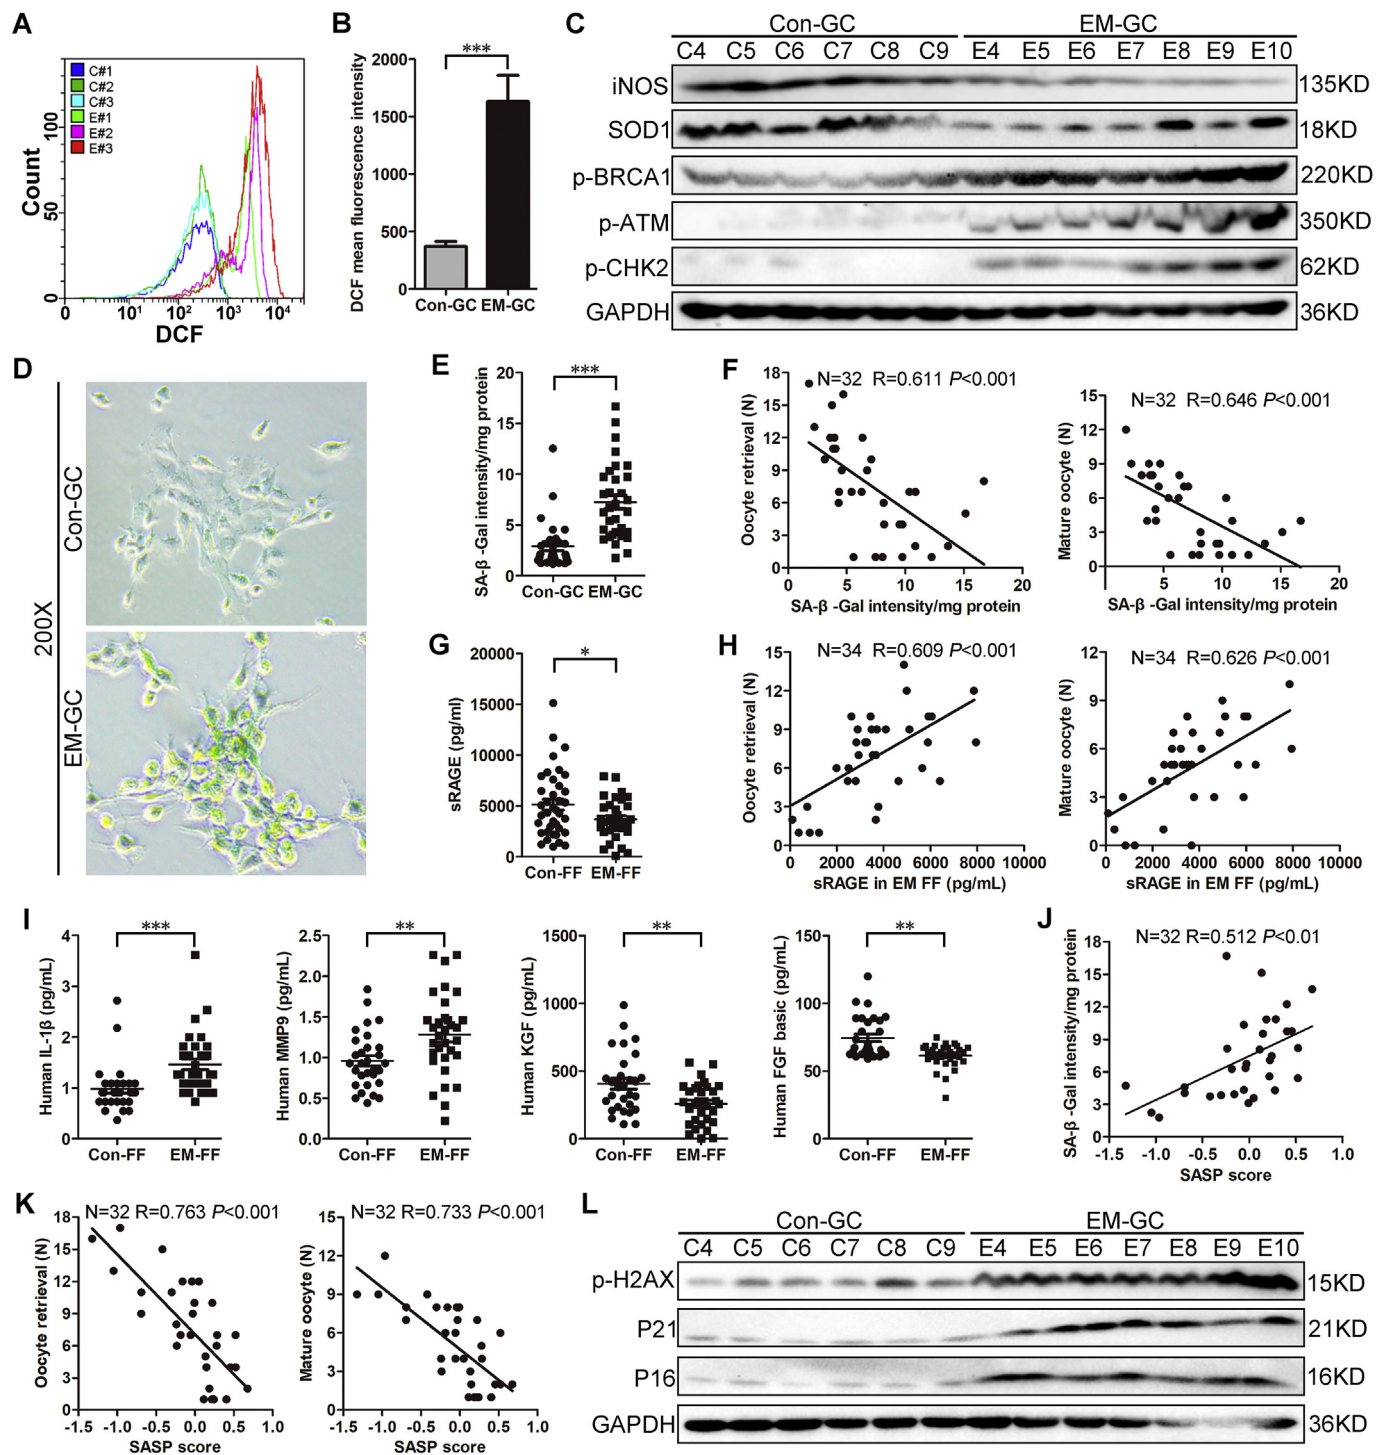 A
C#1
C#2
C#3
E#1
E#2
E#3
Count
100
50
0
0 10¹ 10² 10³ 10⁴
DCF
B
***
DCF mean fluorescence intensity
2000
1500
1000
500
0
Con-GC EM-GC
C
Con-GC EM-GC
C4 C5 C6 C7 C8 C9 E4 E5 E6 E7 E8 E9 E10
iNOS 135KD
SOD1 18KD
p-BRCA1 220KD
p-ATM 350KD
p-CHK2 62KD
GAPDH 36KD
D
200X
Con-GC
EM-GC
E
***
SA-β -Gal intensity/mg protein
20
15
10
5
0
Con-GC EM-GC
F
N=32 R=0.611 P<0.001
Oocyte retrieval (N)
18
15
12
9
6
3
0
0 5 10 15 20
SA-β -Gal intensity/mg protein
N=32 R=0.646 P<0.001
Mature oocyte (N)
15
12
9
6
3
0
5 10 15 20
SA-β -Gal intensity/mg protein
G
*
sRAGE (pg/ml)
20000
15000
10000
5000
0
Con-FF EM-FF
H
N=34 R=0.609 P<0.001
Oocyte retrieval (N)
15
12
9
6
3
0
0 2000 4000 6000 8000 10000
sRAGE in EM FF (pg/mL)
N=34 R=0.626 P<0.001
Mature oocyte (N)
12
9
6
3
0
0 2000 4000 6000 8000 10000
sRAGE in EM FF (pg/mL)
I
***
Human IL-1β (pg/mL)
4
3
2
1
0
Con-FF EM-FF
**
Human MMP9 (pg/mL)
2.5
2.0
1.5
1.0
0.5
0.0
Con-FF EM-FF
**
Human KGF (pg/mL)
1500
1000
500
0
Con-FF EM-FF
**
Human FGF basic (pg/mL)
150
100
50
0
Con-FF EM-FF
J
N=32 R=0.512 P<0.01
SA-β -Gal intensity/mg protein
18
15
12
9
6
3
0
-1.5 -1.0 -0.5 0.0 0.5 1.0
SASP score
K
N=32 R=0.763 P<0.001
Oocyte retrieval (N)
18
15
12
9
6
3
0
-1.5 -1.0 -0.5 0.0 0.5 1.0
SASP score
N=32 R=0.733 P<0.001
Mature oocyte (N)
15
12
9
6
3
0
-1.5 -1.0 -0.5 0.0 0.5 1.0
SASP score
L
Con-GC EM-GC
C4 C5 C6 C7 C8 C9 E4 E5 E6 E7 E8 E9 E10
p-H2AX 15KD
P21 21KD
P16 16KD
GAPDH 36KD